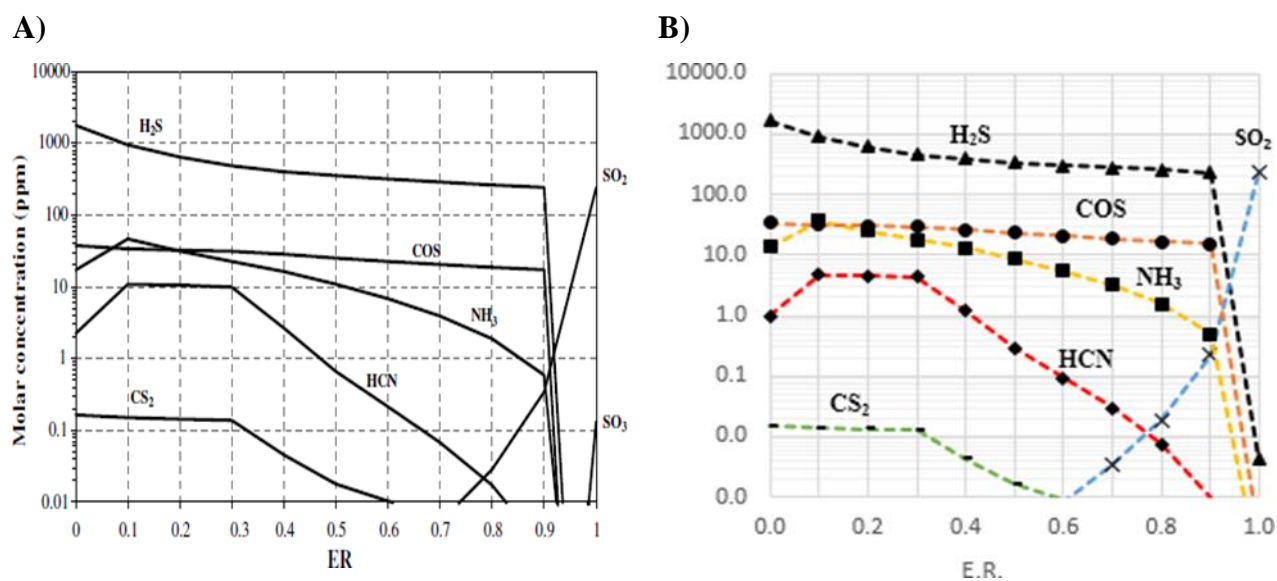 A)
10000
1000
100
10
1
0.1
0.01
Molar concentration (ppm)
H₂S
COS
NH₃
HCN
CS₂
SO₂
SO₃
0 0.1 0.2 0.3 0.4 0.5 0.6 0.7 0.8 0.9 1
ER
B)
10000.0
1000.0
100.0
10.0
1.0
0.1
0.0
0.0
H₂S
SO₂
COS
NH₃
HCN
CS₂
0.0 0.2 0.4 0.6 0.8 1.0
E.R.